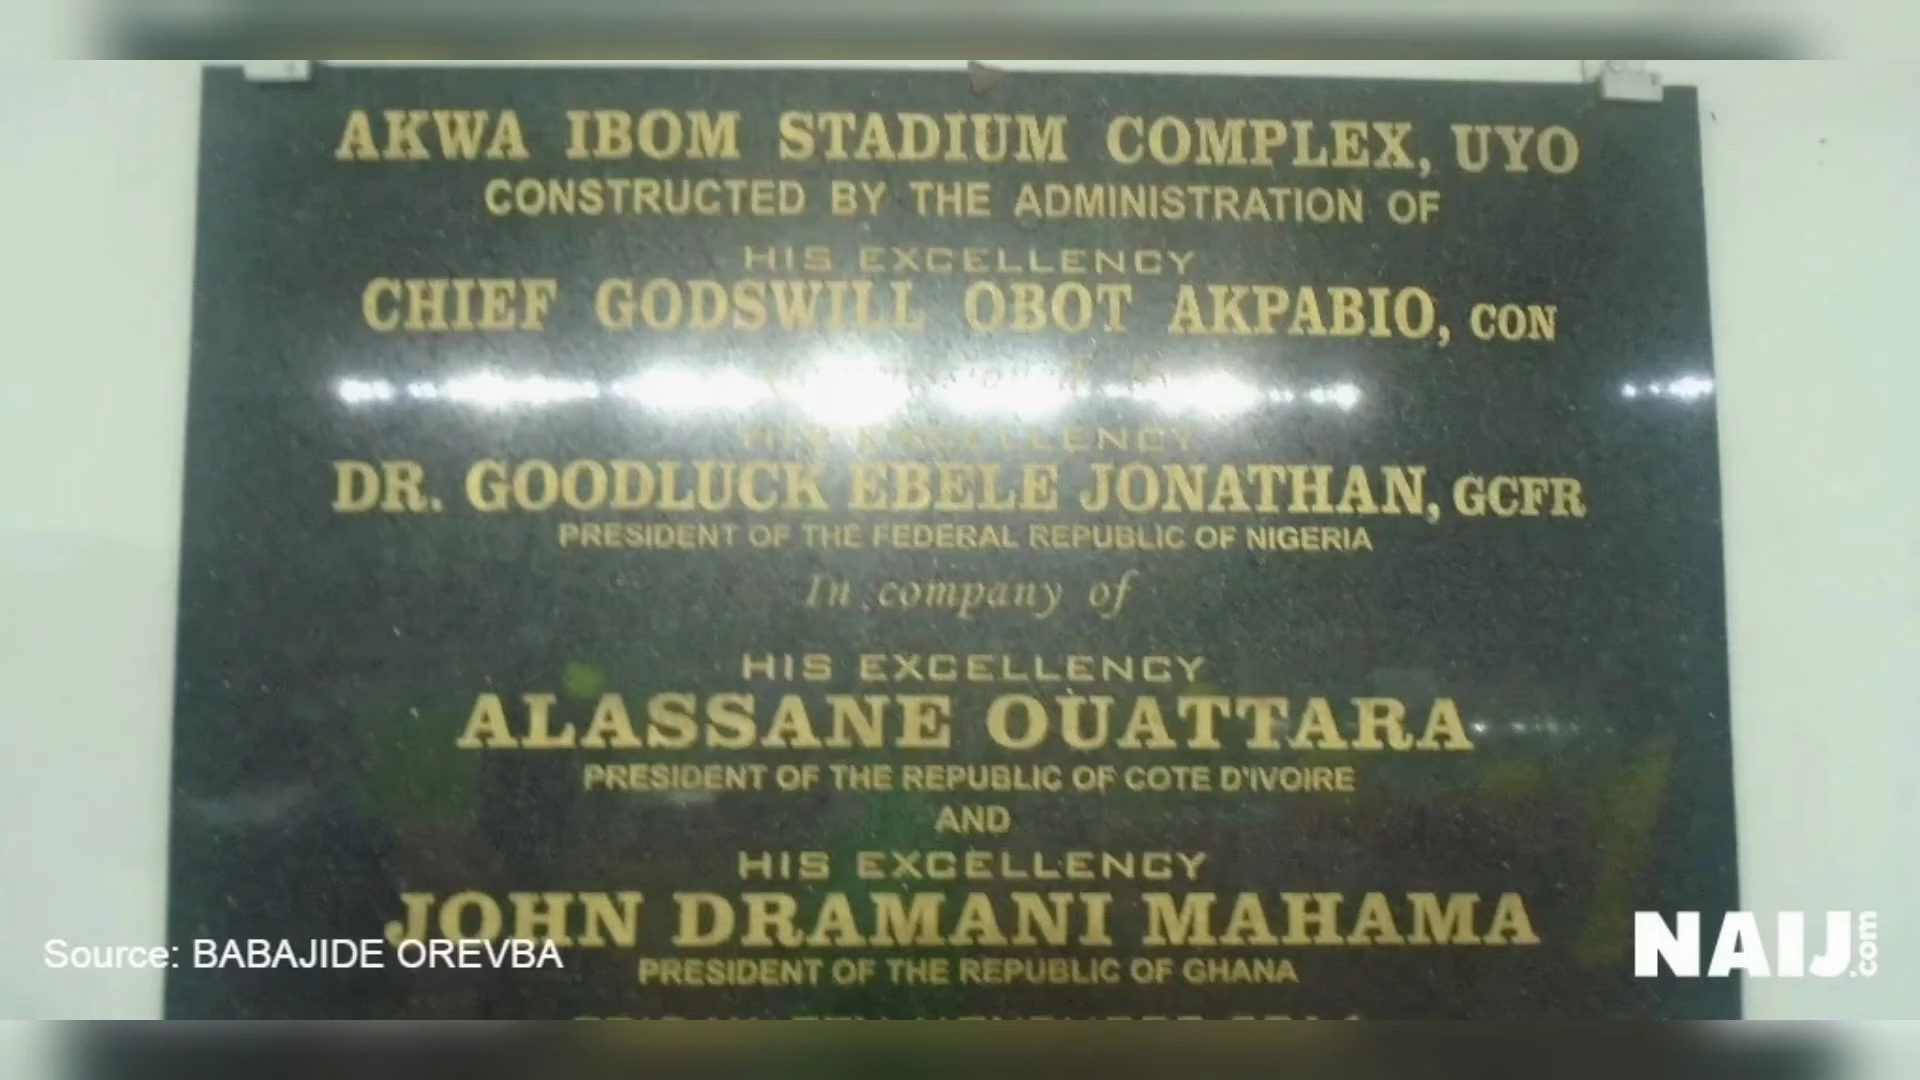 AKWA IBOM STADIUM COMPLEX, UYO
CONSTRUCTED BY THE ADMINISTRATION OF
HIS EXCELLENCY
CHIEF GODSWILL OBOT AKPABIO, CON
HIS EXCELLENCY
DR. GOODLUCK EBELE JONATHAN, GCFR
PRESIDENT OF THE FEDERAL REPUBLIC OF NIGERIA
In company of
HIS EXCELLENCY
ALASSANE OUATTARA
PRESIDENT OF THE REPUBLIC OF COTE D'IVOIRE
AND
HIS EXCELLENCY
JOHN DRAMANI MAHAMA
PRESIDENT OF THE REPUBLIC OF GHANA
Source: BABAJIDE OREVBA
NAIJ.com